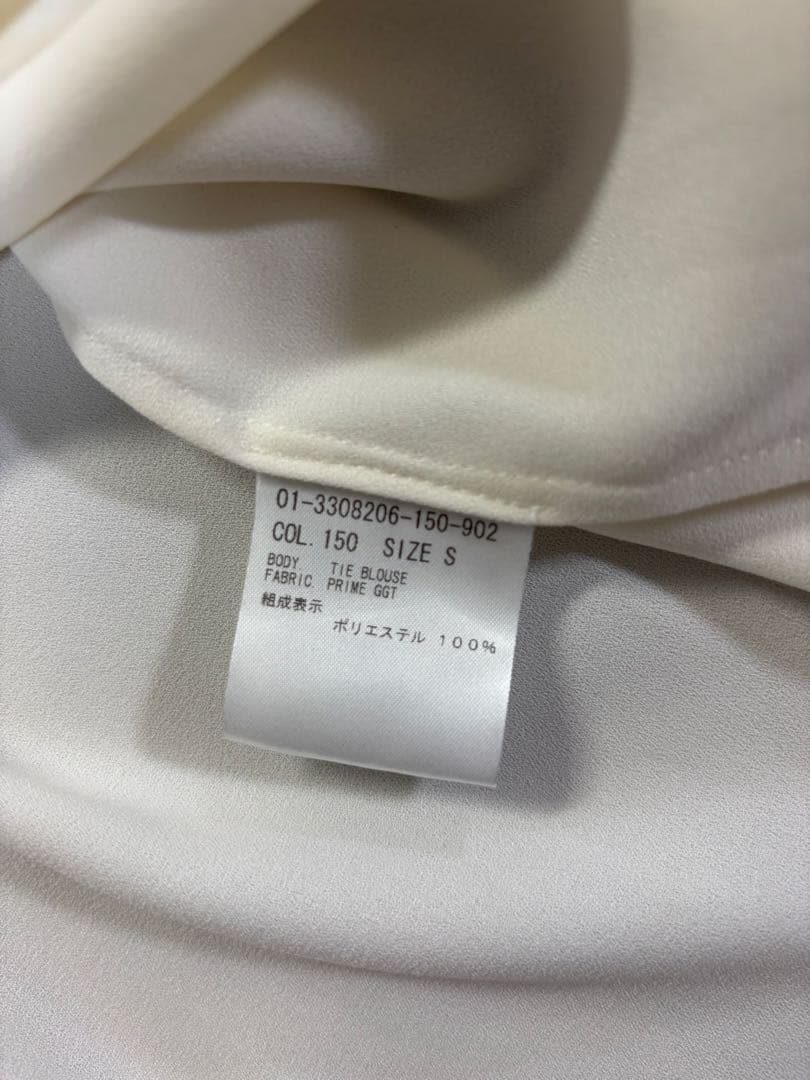 01-3308206-150-902
COL. 150 SIZE S
BODY TIE BLOUSE
FABRIC PRIME GGT
組成表示
ポリエステル 100%